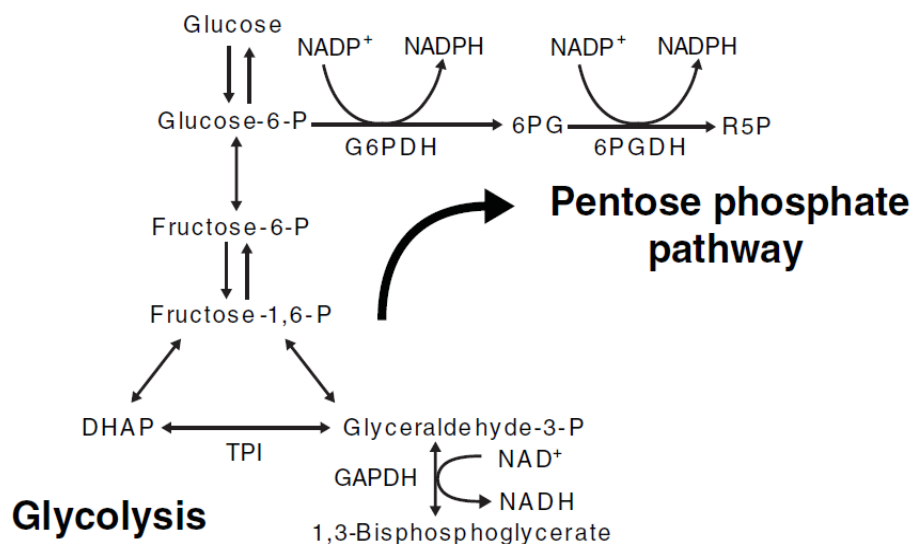 Glucose
NADP+ NADPH NADP+ NADPH
Glucose-6-P 6PG R5P
G6PDH 6PGDH
Pentose phosphate
pathway
Fructose-6-P
Fructose-1,6-P
DHAP Glyceraldehyde-3-P
TPI
GAPDH NAD+
NADH
Glycolysis
1,3-Bisphosphoglycerate